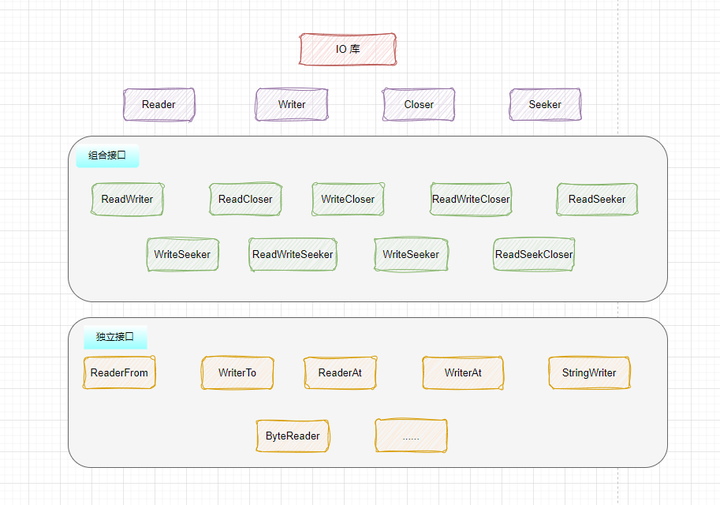 IO 库
Reader
Writer
Closer
Seeker
组合接口
ReadWriter
ReadCloser
WriteCloser
ReadWriteCloser
ReadSeeker
WriteSeeker
ReadWriteSeeker
WriteSeeker
ReadSeekCloser
独立接口
ReaderFrom
WriterTo
ReaderAt
WriterAt
StringWriter
ByteReader
......